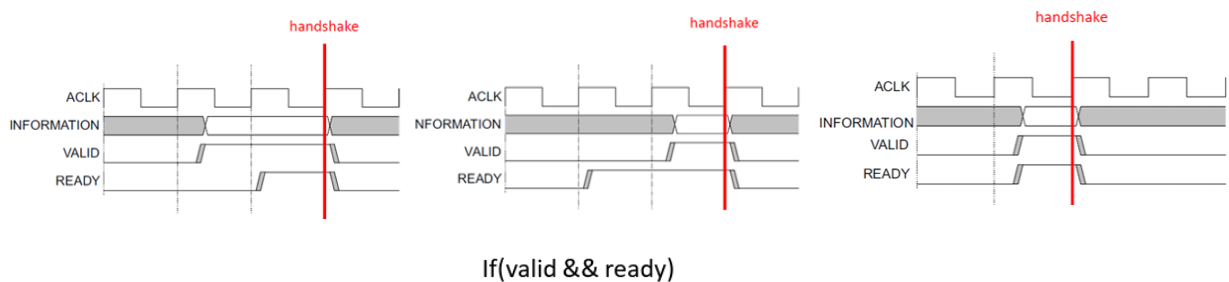 handshake
ACLK
INFORMATION
VALID
READY
handshake
ACLK
NFORMATION
VALID
READY
handshake
ACLK
INFORMATION
VALID
READY
If(valid && ready)